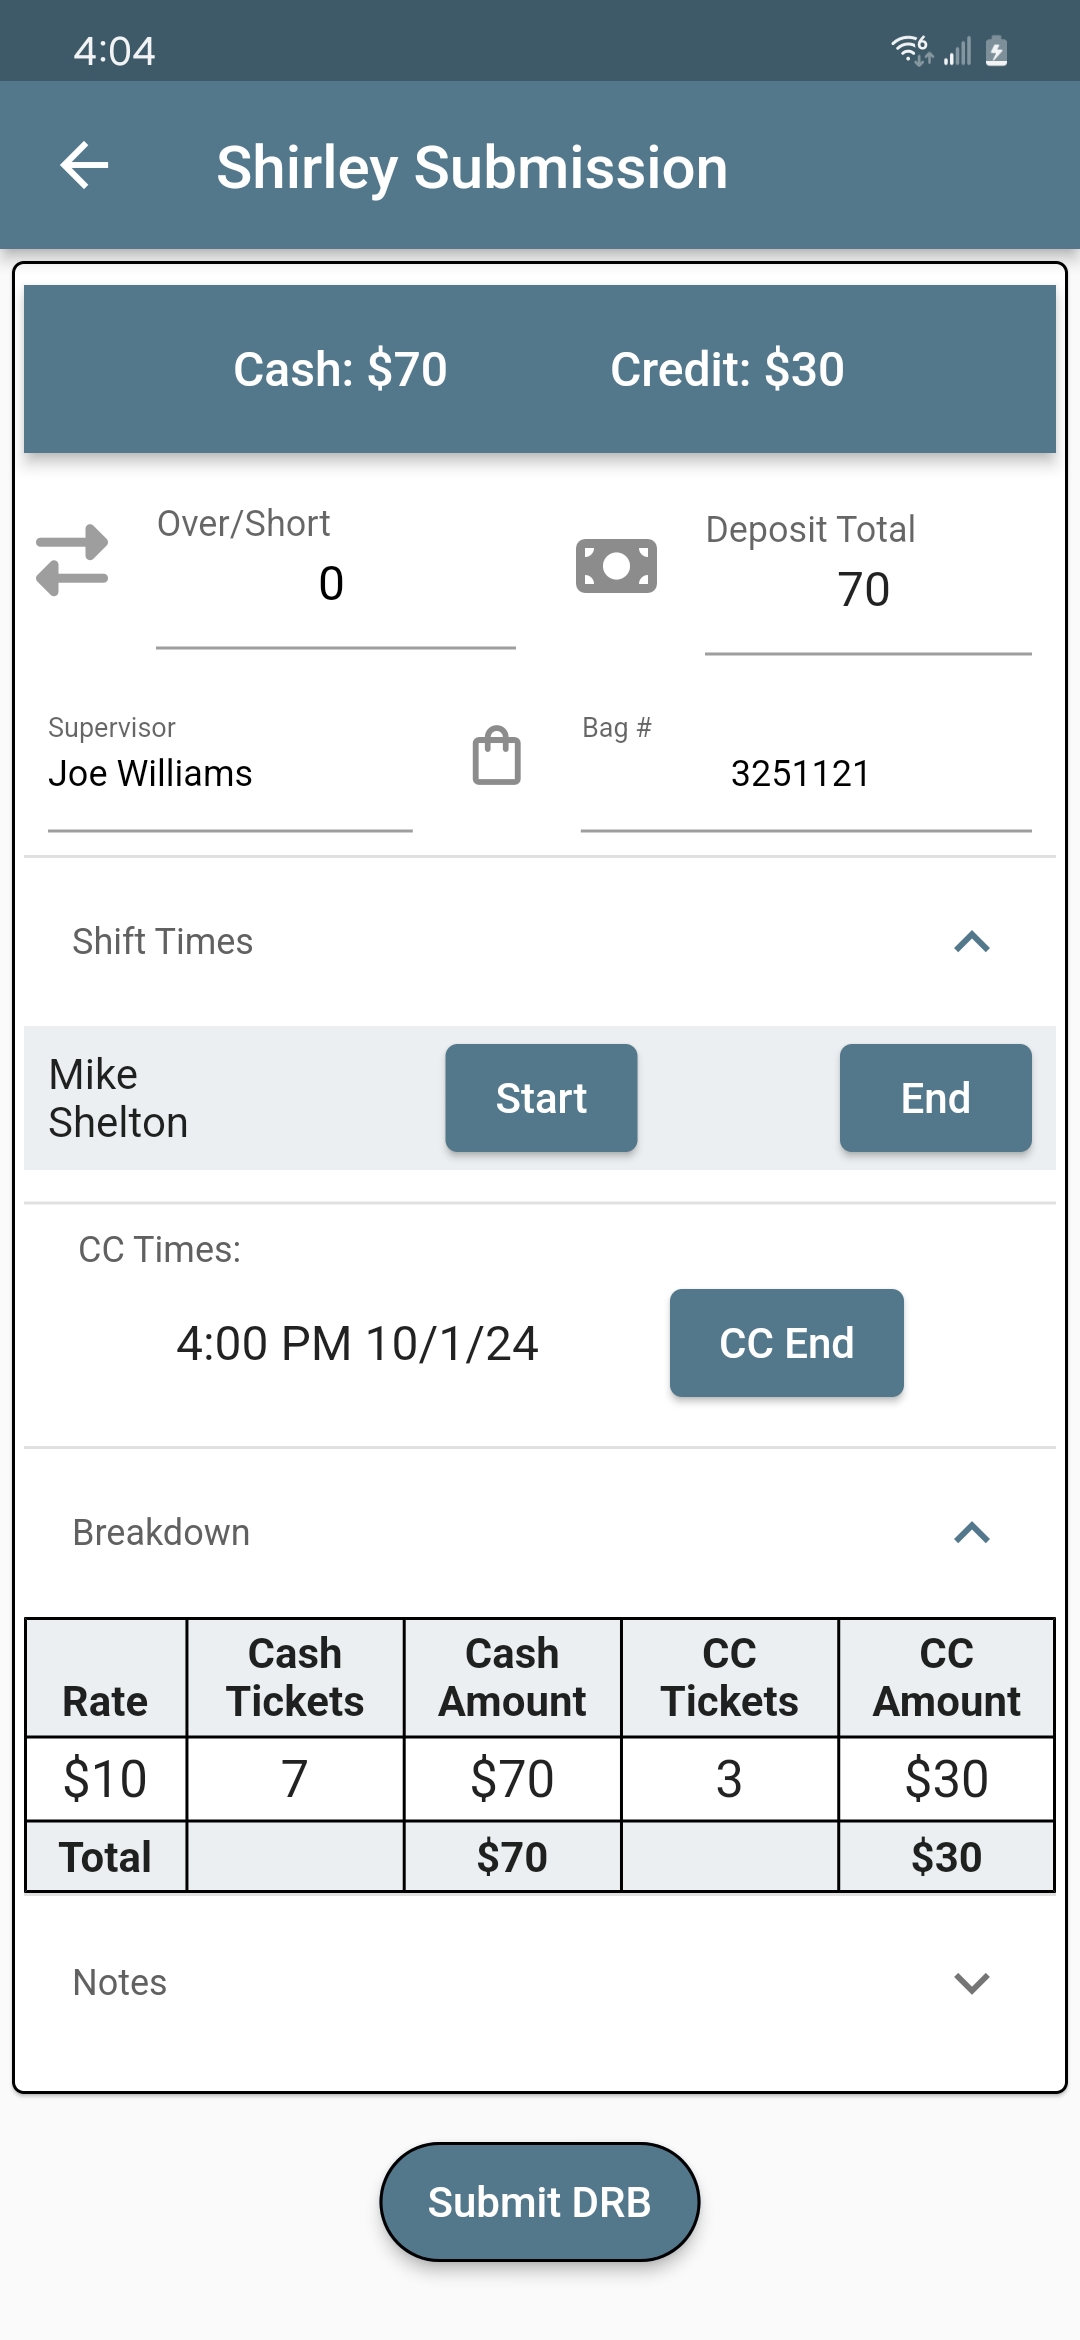 4:04
Shirley Submission
Cash: $70 Credit: $30
Over/Short
0
Deposit Total
70
Supervisor
Joe Williams
Bag #
3251121
Shift Times
Mike
Shelton
Start
End
CC Times:
4:00 PM 10/1/24
CC End
Breakdown
Rate Cash Tickets Cash Amount CC Tickets CC Amount
$10 7 $70 3 $30
Total $70 $30
Notes
Submit DRB